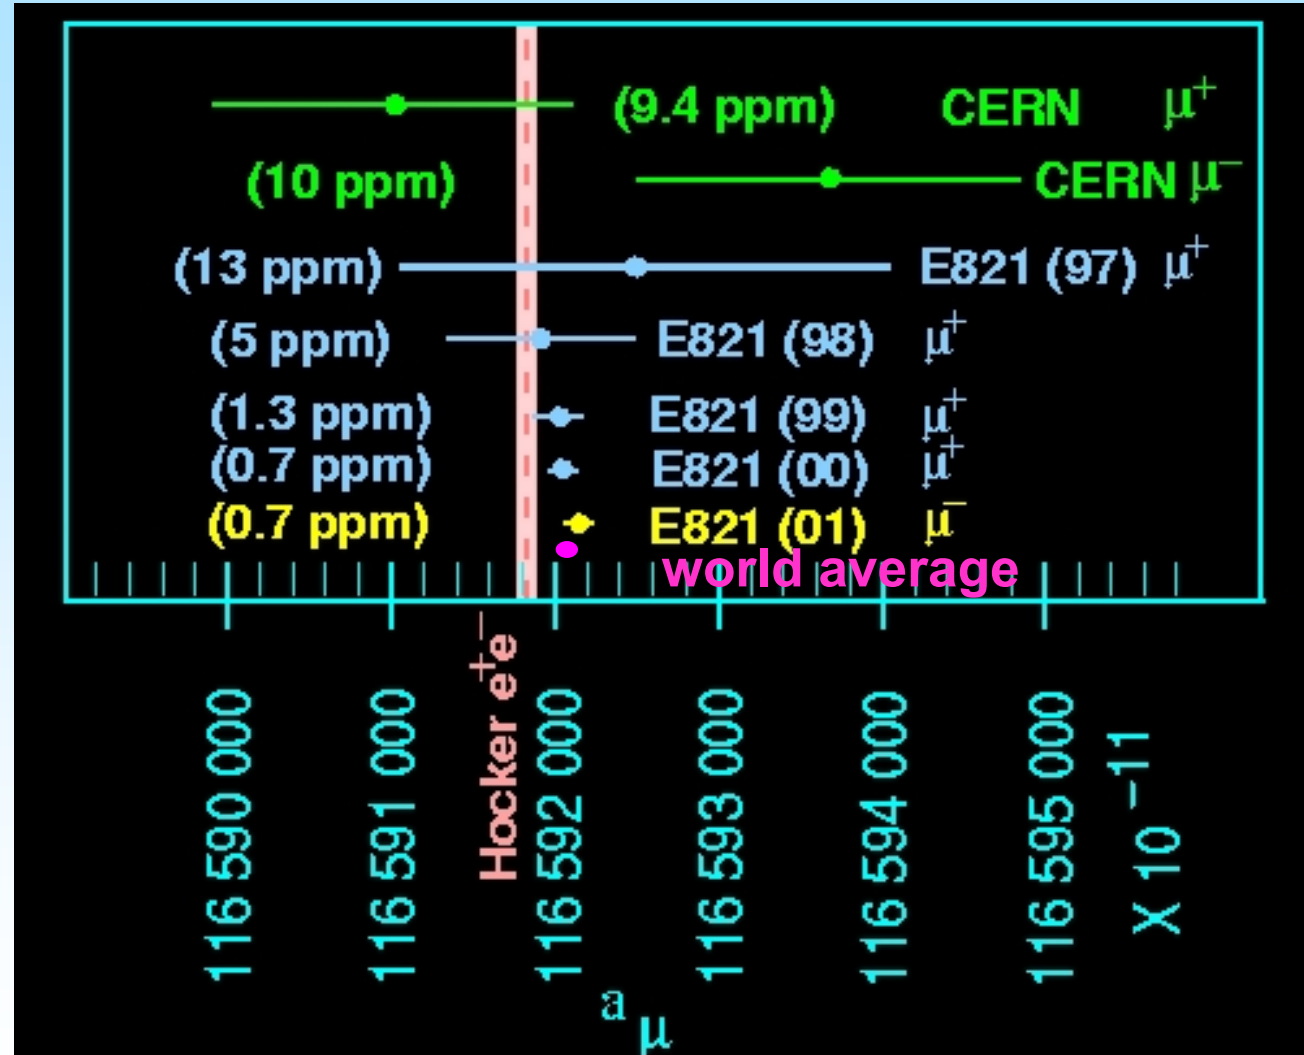 (9.4 ppm) CERN μ⁺
(10 ppm) CERN μ⁻
(13 ppm) E821 (97) μ⁺
(5 ppm) E821 (98) μ⁺
(1.3 ppm) E821 (99) μ⁺
(0.7 ppm) E821 (00) μ⁺
(0.7 ppm) E821 (01) μ⁻
world average
116 590 000
116 591 000
Hocker e⁺e⁻
116 592 000
116 593 000
116 594 000
116 595 000
X 10⁻¹¹
a μ